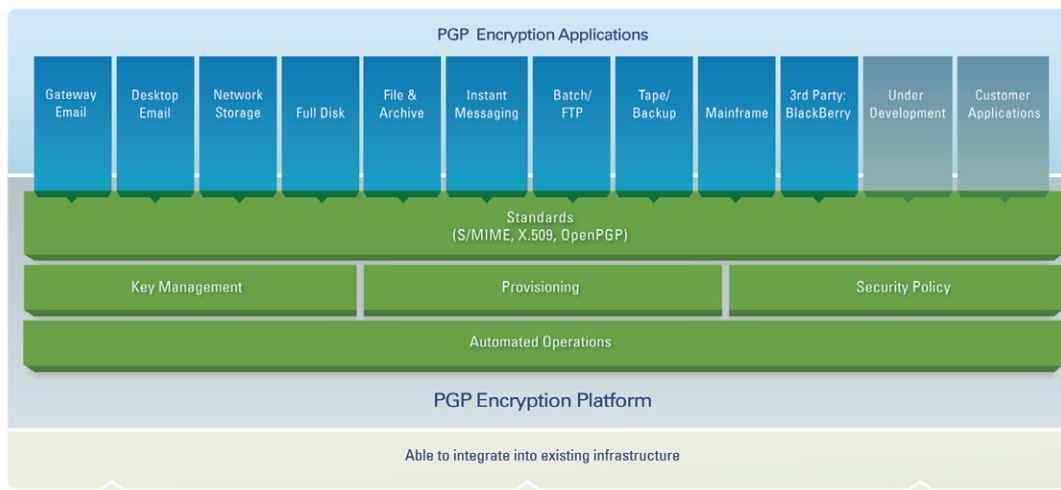 PGP Encryption Applications
Gateway
Email
Desktop
Email
Network
Storage
Full Disk
File &
Archive
Instant
Messaging
Batch/
FTP
Tape/
Backup
Mainframe
3rd Party:
BlackBerry
Under
Development
Customer
Applications
Standards
(S/MIME, X.509, OpenPGP)
Key Management
Provisioning
Security Policy
Automated Operations
PGP Encryption Platform
Able to integrate into existing infrastructure